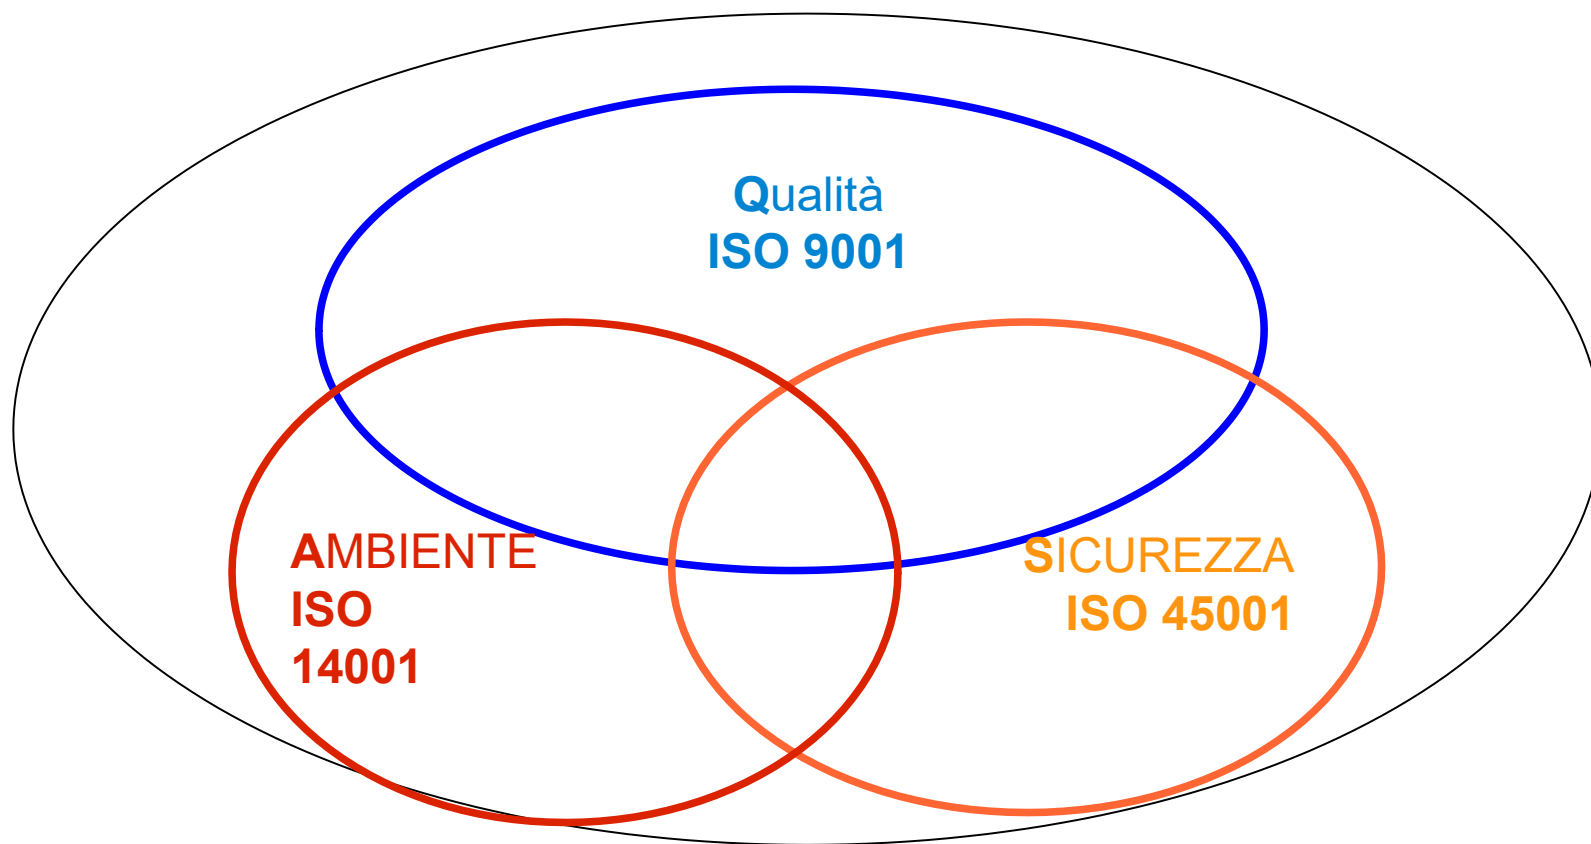 Qualità
ISO 9001
AMBIENTE
ISO
14001
SICUREZZA
ISO 45001